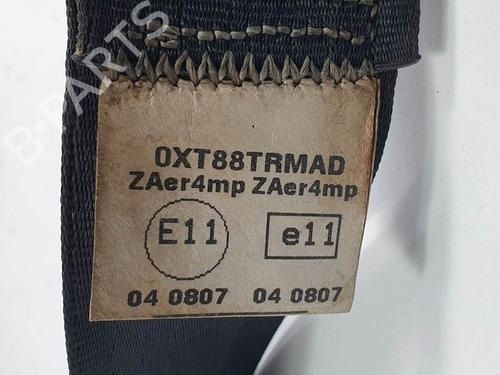 B-PARTS
0XT88TRMAD
ZAer4mp ZAer4mp
E11 e11
04 0807 04 0807